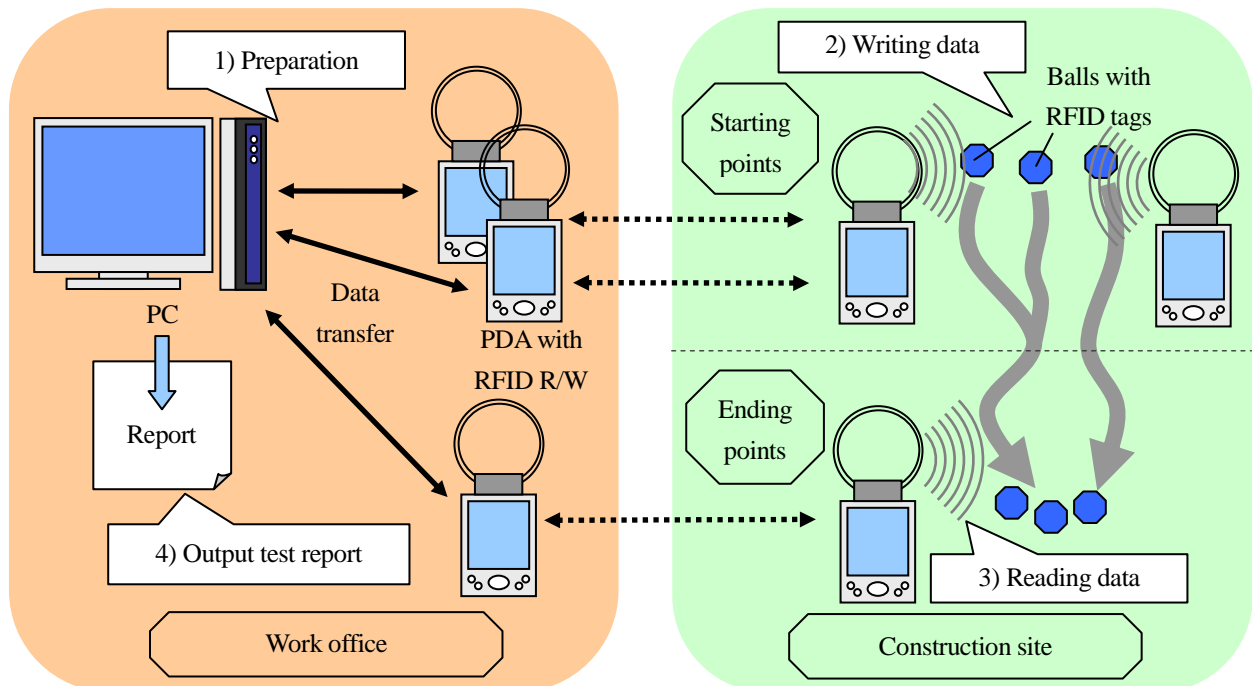 1) Preparation
PC
Data
transfer
PDA with
RFID R/W
Report
4) Output test report
Work office
2) Writing data
Balls with
RFID tags
Starting
points
Ending
points
3) Reading data
Construction site